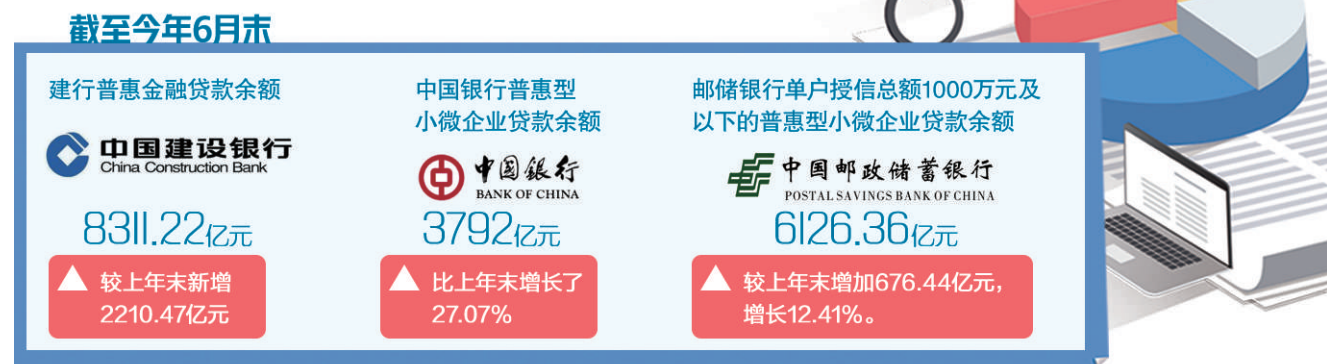 截至今年6月末
建行普惠金融贷款余额
中国建设银行
China Construction Bank
8311.22亿元
较上年末新增
2210.47亿元
中国银行普惠型
小微企业贷款余额
中國銀行
BANK OF CHINA
3792亿元
比上年末增长了
27.07%
邮储银行单户授信总额1000万元及
以下的普惠型小微企业贷款余额
中国邮政储蓄银行
POSTAL SAVINGS BANK OF CHINA
6126.36亿元
较上年末增加676.44亿元，
增长12.41%。